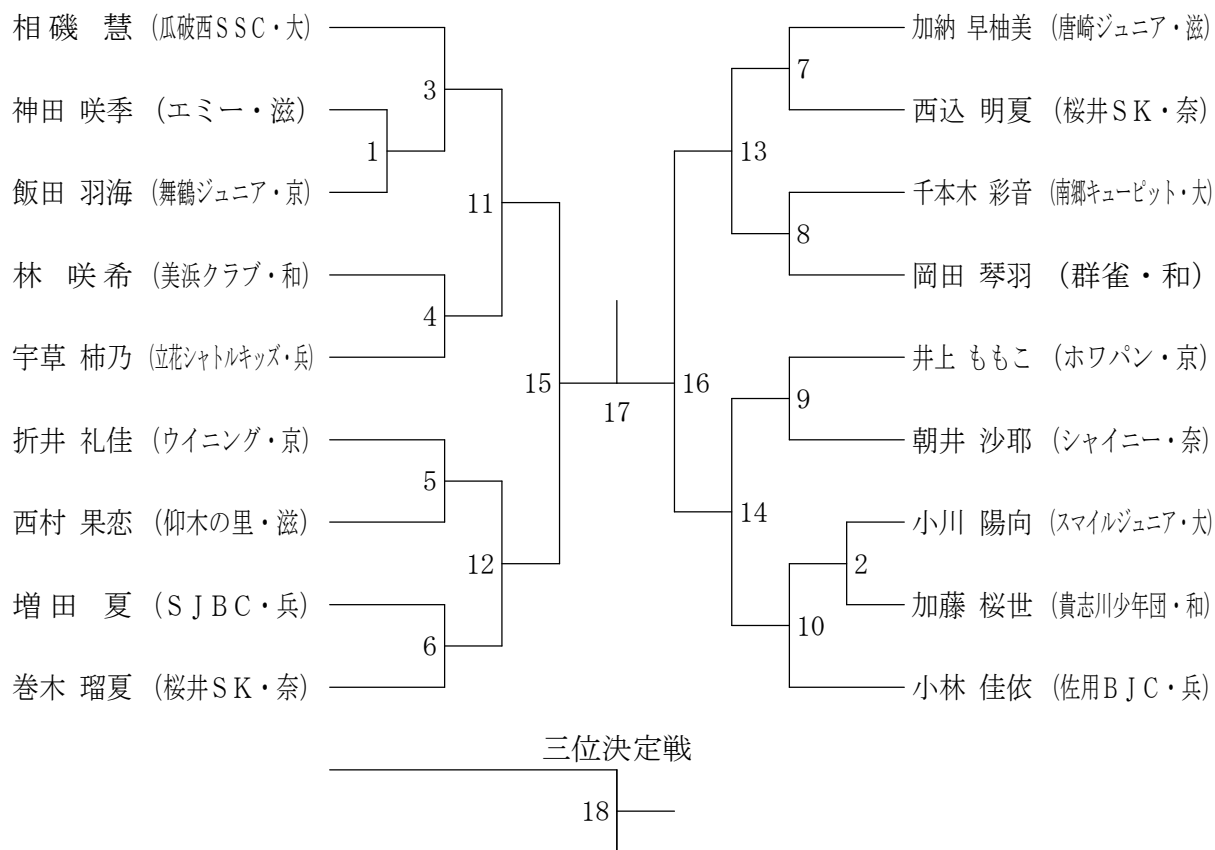 相磯 慧 (瓜破西SSC・大)
神田 咲季 (エミー・滋)
飯田 羽海 (舞鶴ジュニア・京)
林 咲希 (美浜クラブ・和)
宇草 柿乃 (立花シャトルキッズ・兵)
折井 礼佳 (ウイニング・京)
西村 果恋 (仰木の里・滋)
増田 夏 (SJBC・兵)
巻木 瑠夏 (桜井SK・奈)
3
1
11
4
15
5
12
6
17
加納 早柚美 (唐崎ジュニア・滋)
西込 明夏 (桜井SK・奈)
千本木 彩音 (南郷キューピット・大)
岡田 琴羽 (群雀・和)
井上 ももこ (ホワパン・京)
朝井 沙耶 (シャイニー・奈)
小川 陽向 (スマイルジュニア・大)
加藤 桜世 (貴志川少年団・和)
小林 佳依 (佐用BJC・兵)
7
13
8
16
9
14
2
10
三位決定戦
18